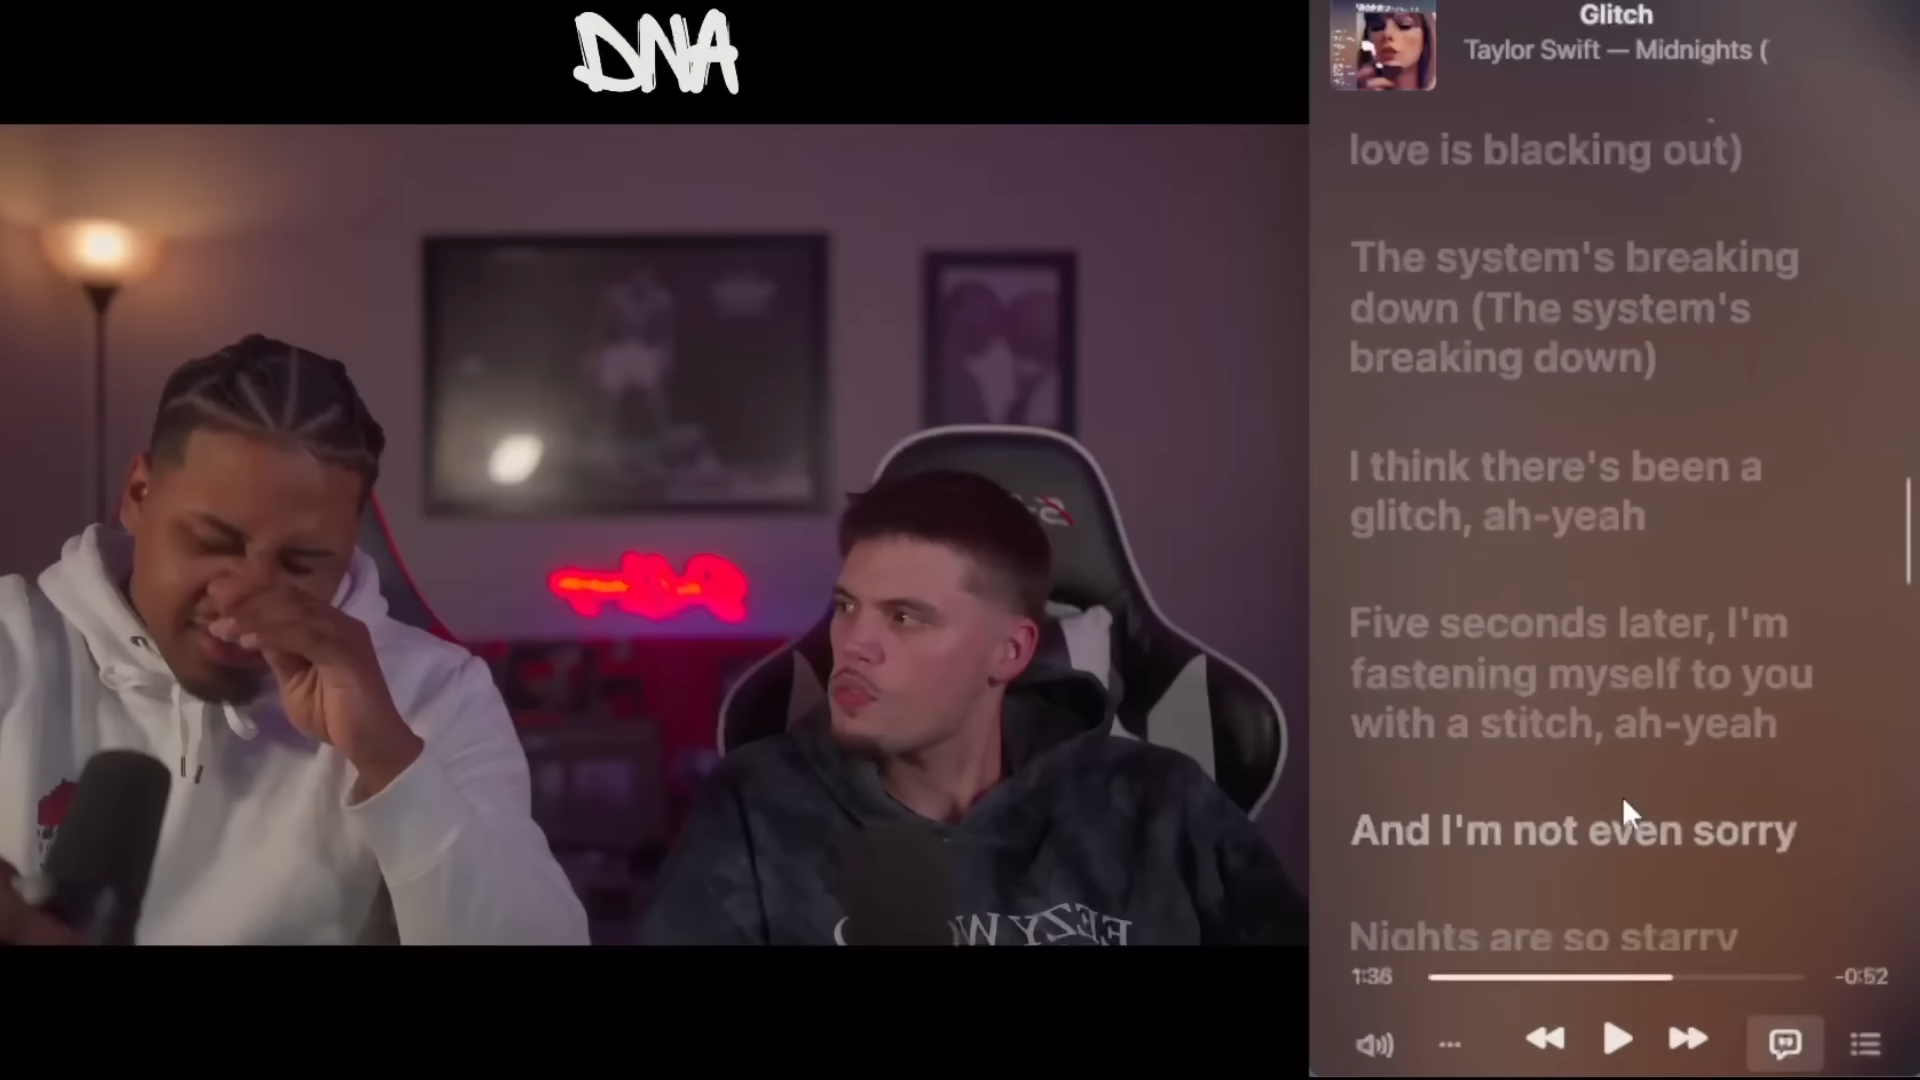 DNA
Glitch
Taylor Swift — Midnights (
love is blacking out)
The system's breaking
down (The system's
breaking down)
I think there's been a
glitch, ah-yeah
Five seconds later, I'm
fastening myself to you
with a stitch, ah-yeah
And I'm not even sorry
Nights are so starry
1:36
-0:52